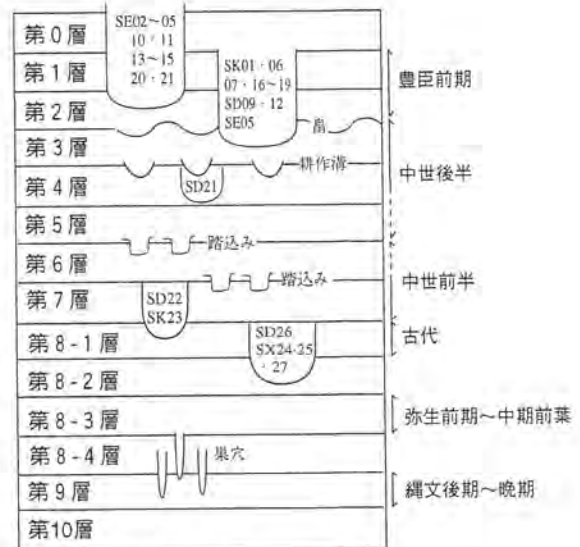 第0層
SE02～05
10・11
13～15
20・21
第1層
SK01・06
07・16～19
SD09・12
SE05
豊臣前期
第2層
畠
第3層
耕作溝
中世後半
第4層
SD21
第5層
踏込み
第6層
踏込み
中世前半
第7層
SD22
SK23
第8-1層
SD26
SX24・25
・27
古代
第8-2層
第8-3層
弥生前期～中期前葉
第8-4層
巣穴
第9層
縄文後期～晩期
第10層